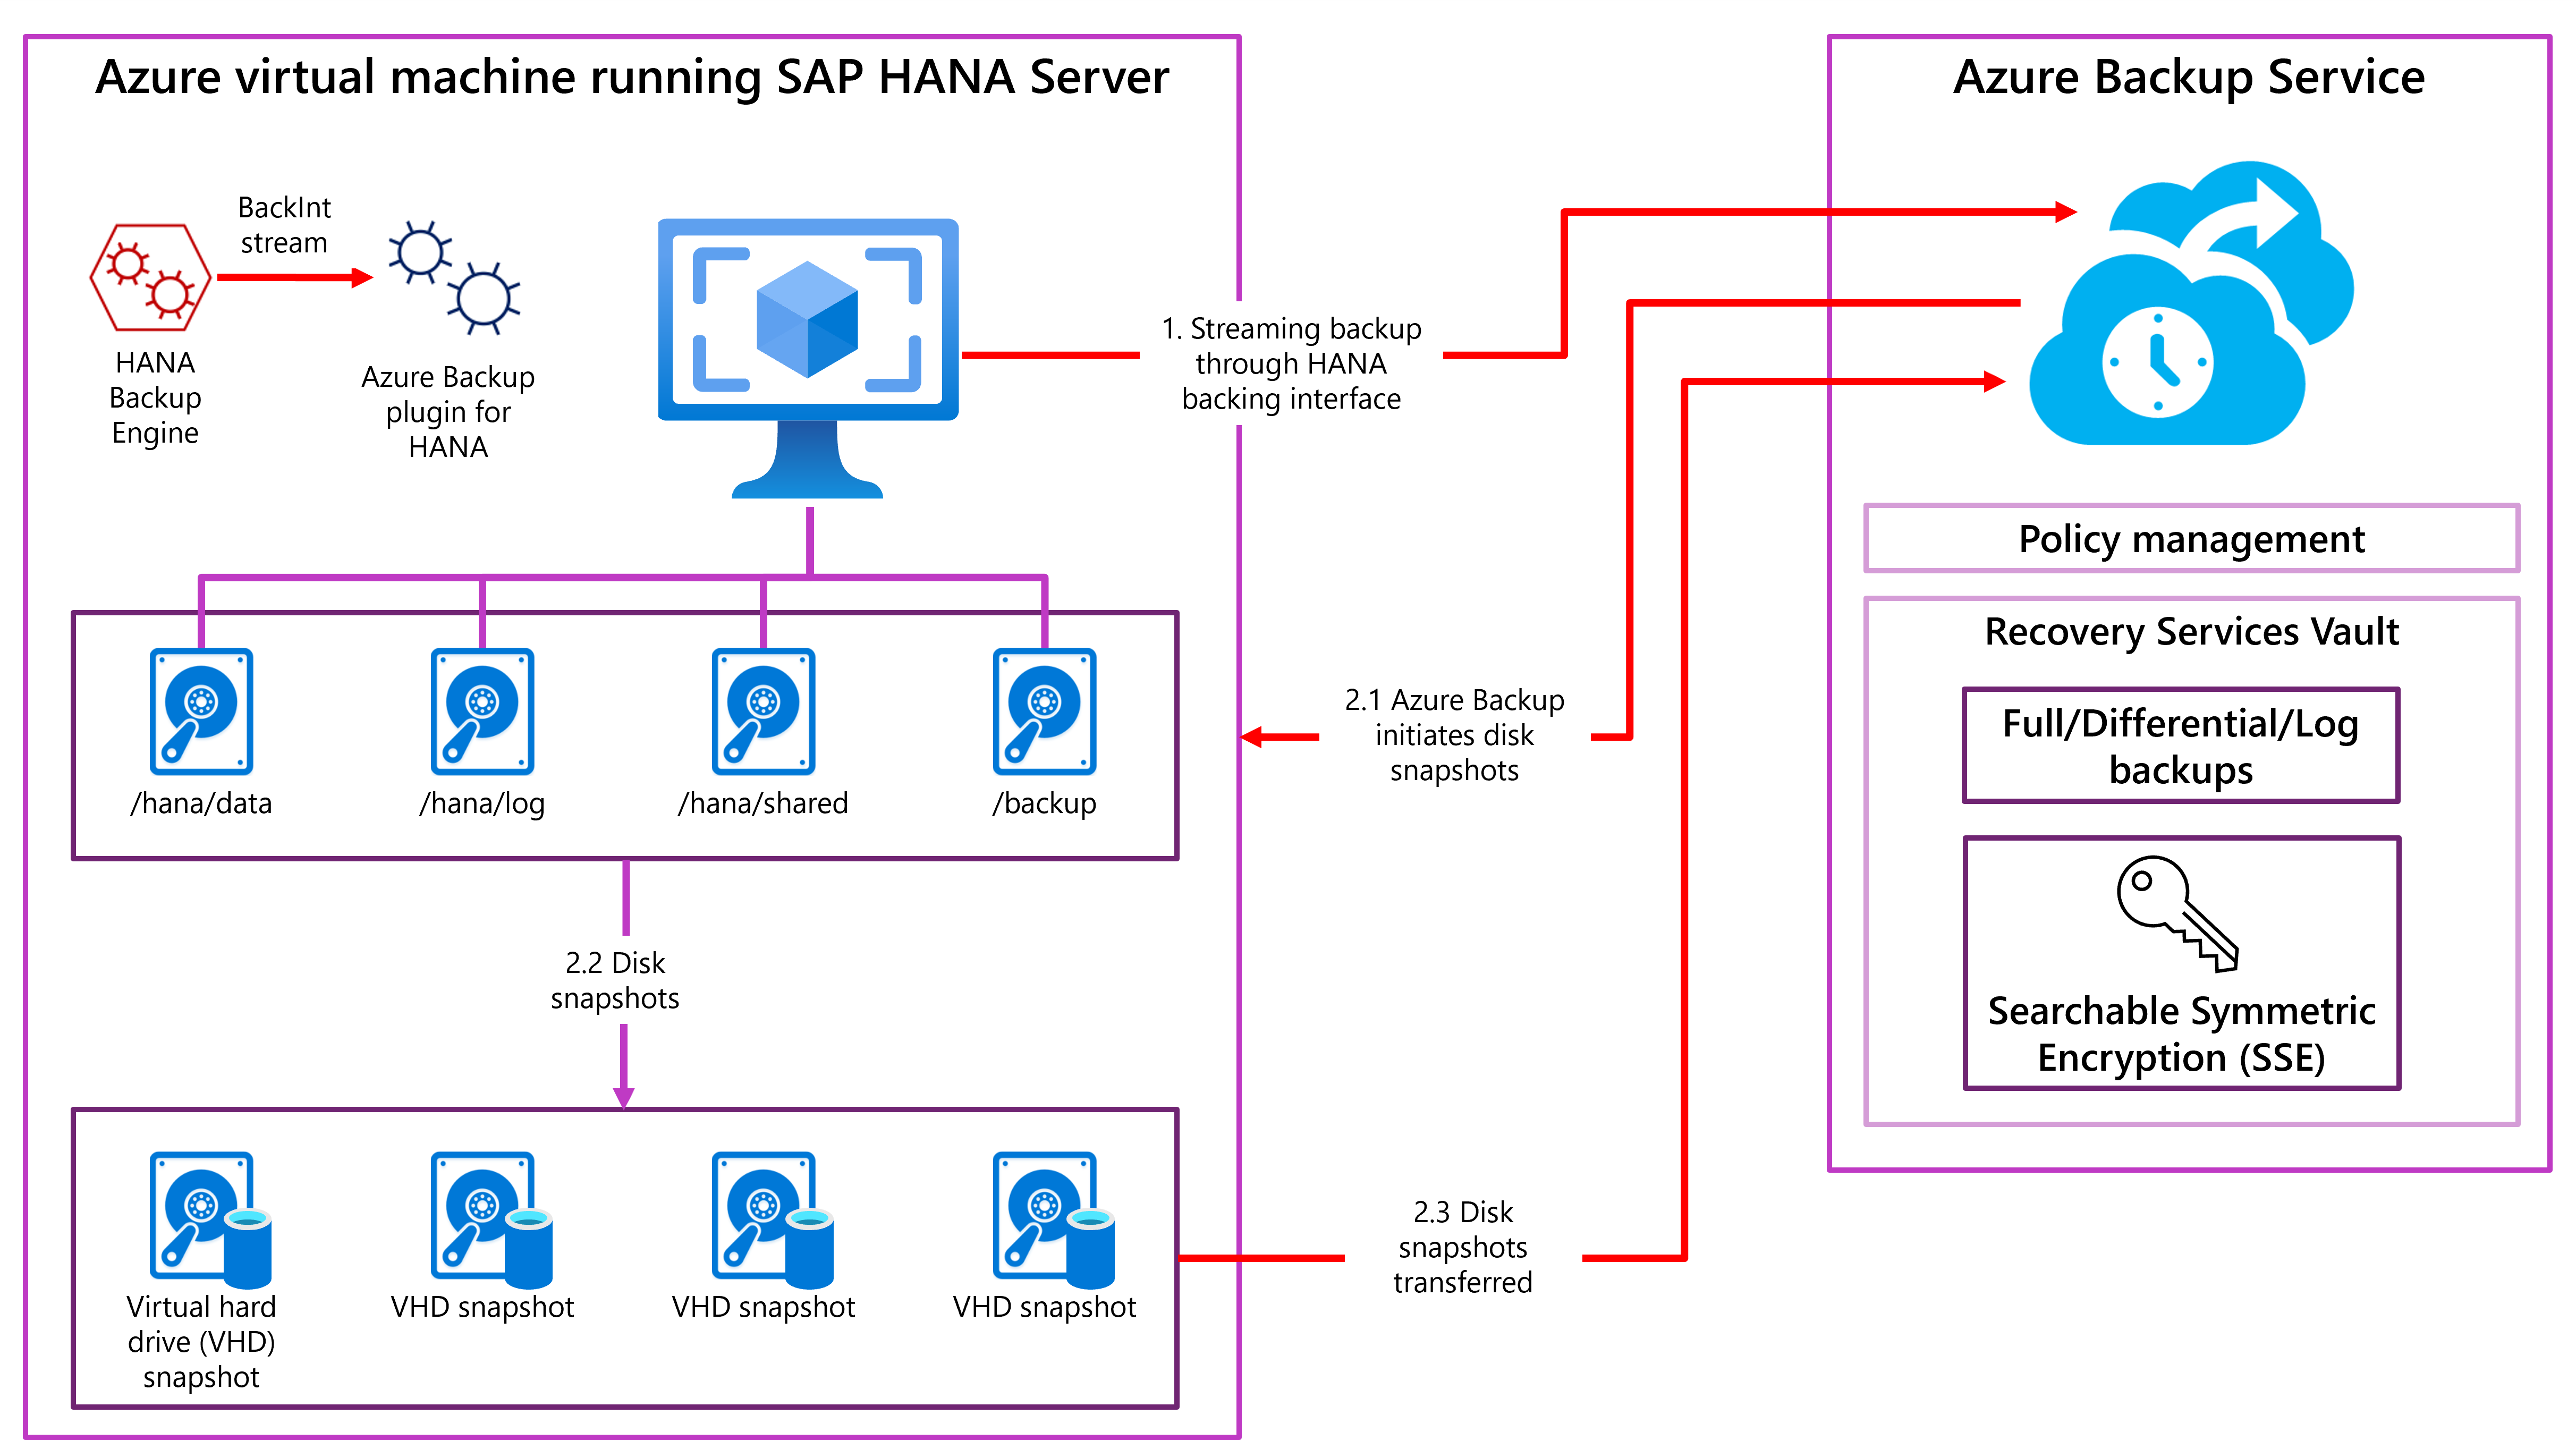 Azure virtual machine running SAP HANA Server
BackInt
stream
HANA
Backup
Engine
Azure Backup
plugin for
HANA
1. Streaming backup
through HANA
backing interface
/hana/data
/hana/log
/hana/shared
/backup
2.1 Azure Backup
initiates disk
snapshots
2.2 Disk
snapshots
Virtual hard
drive (VHD)
snapshot
VHD snapshot
VHD snapshot
VHD snapshot
2.3 Disk
snapshots
transferred
Azure Backup Service
Policy management
Recovery Services Vault
Full/Differential/Log
backups
Searchable Symmetric
Encryption (SSE)